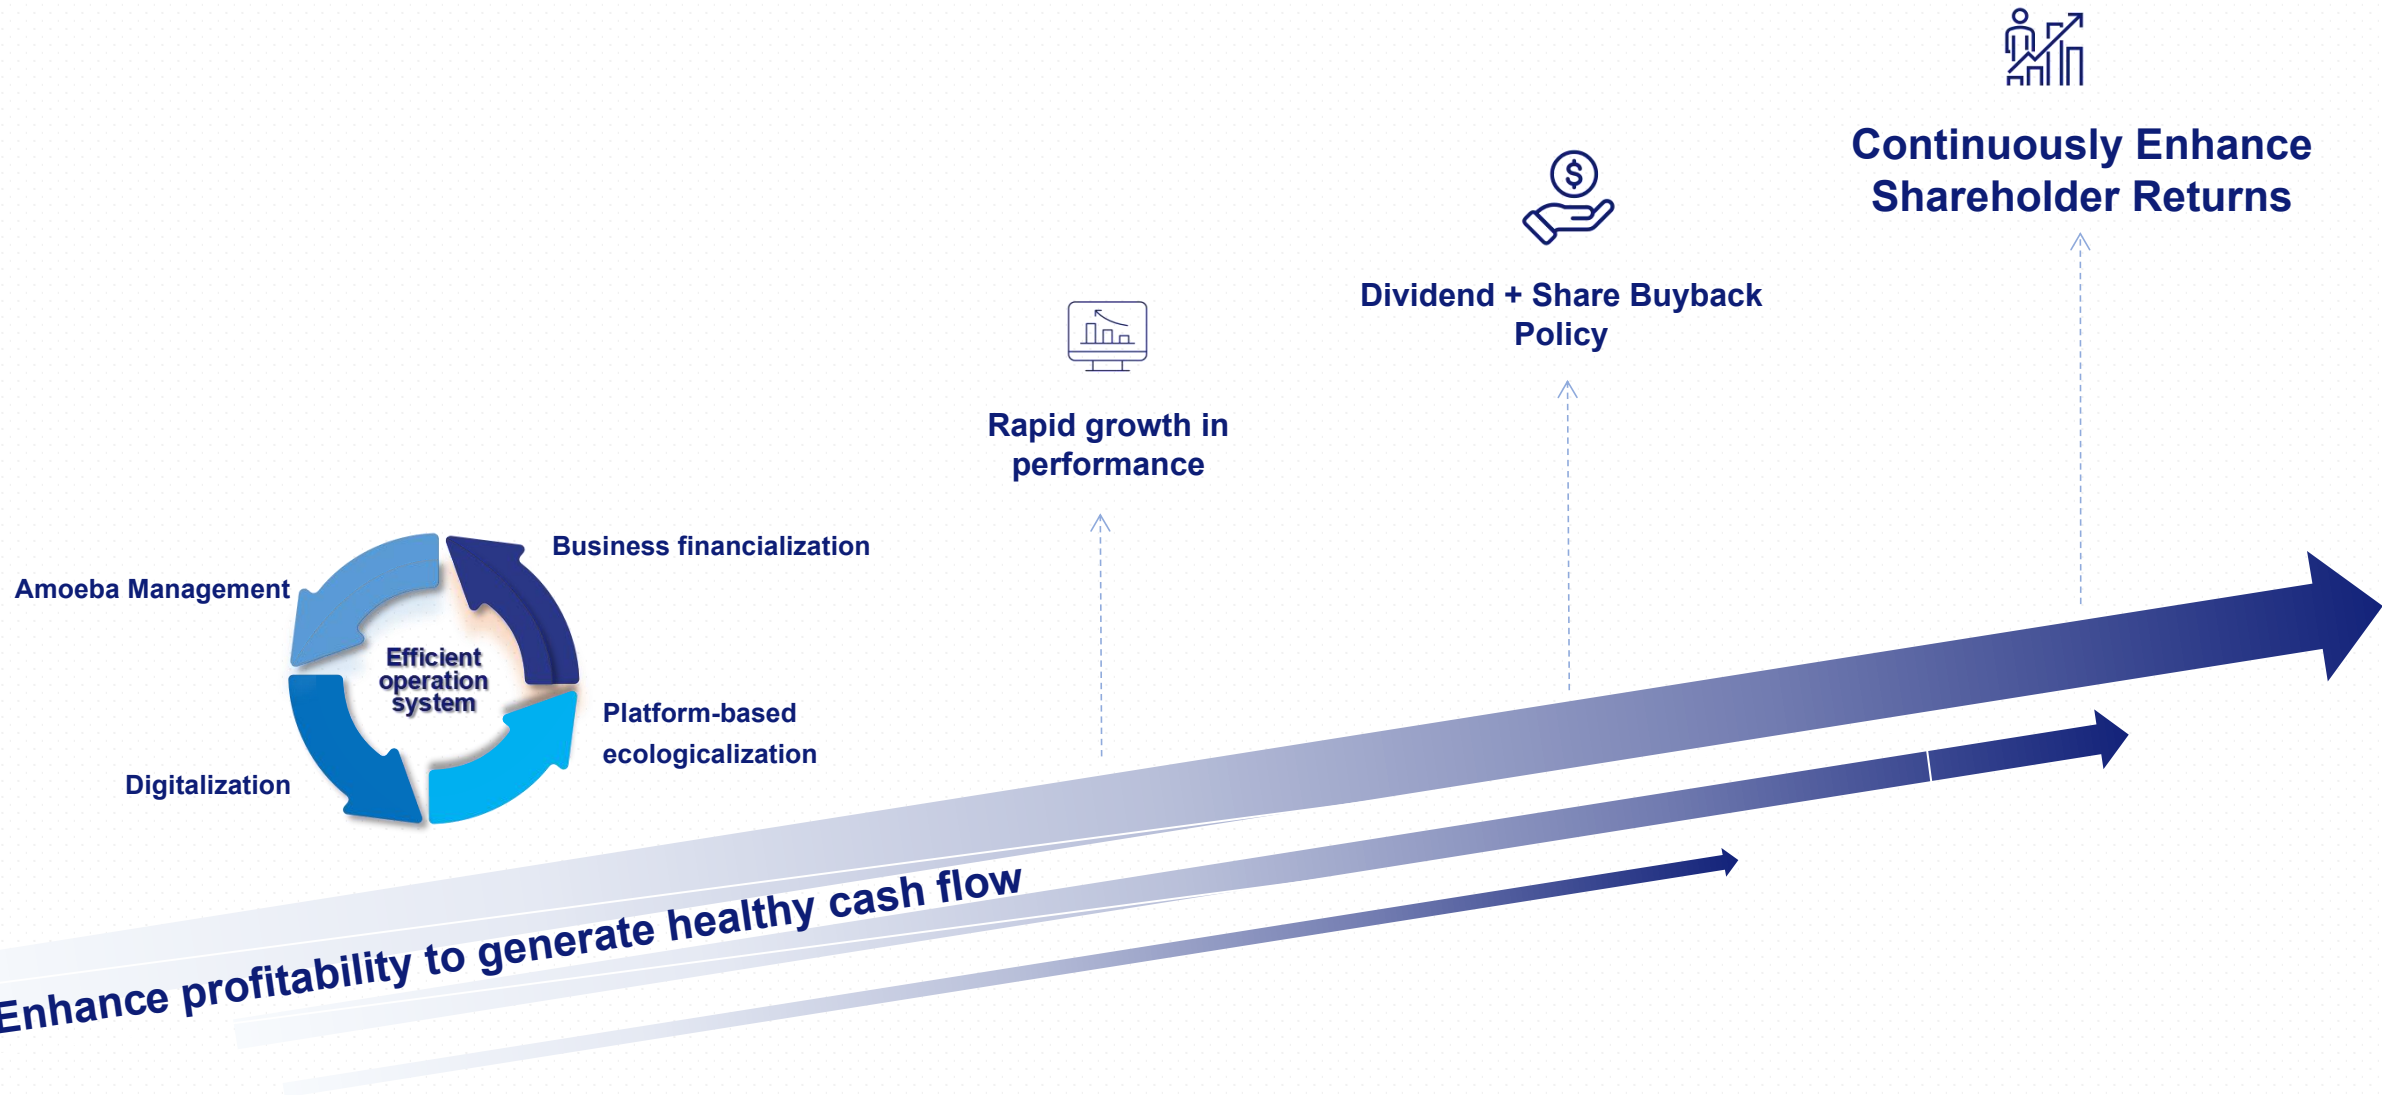 Continuously Enhance
Shareholder Returns
$
Dividend + Share Buyback
Policy
Rapid growth in
performance
Business financialization
Amoeba Management
Efficient
operation
system
Platform-based
ecologicalization
Digitalization
Enhance profitability to generate healthy cash flow